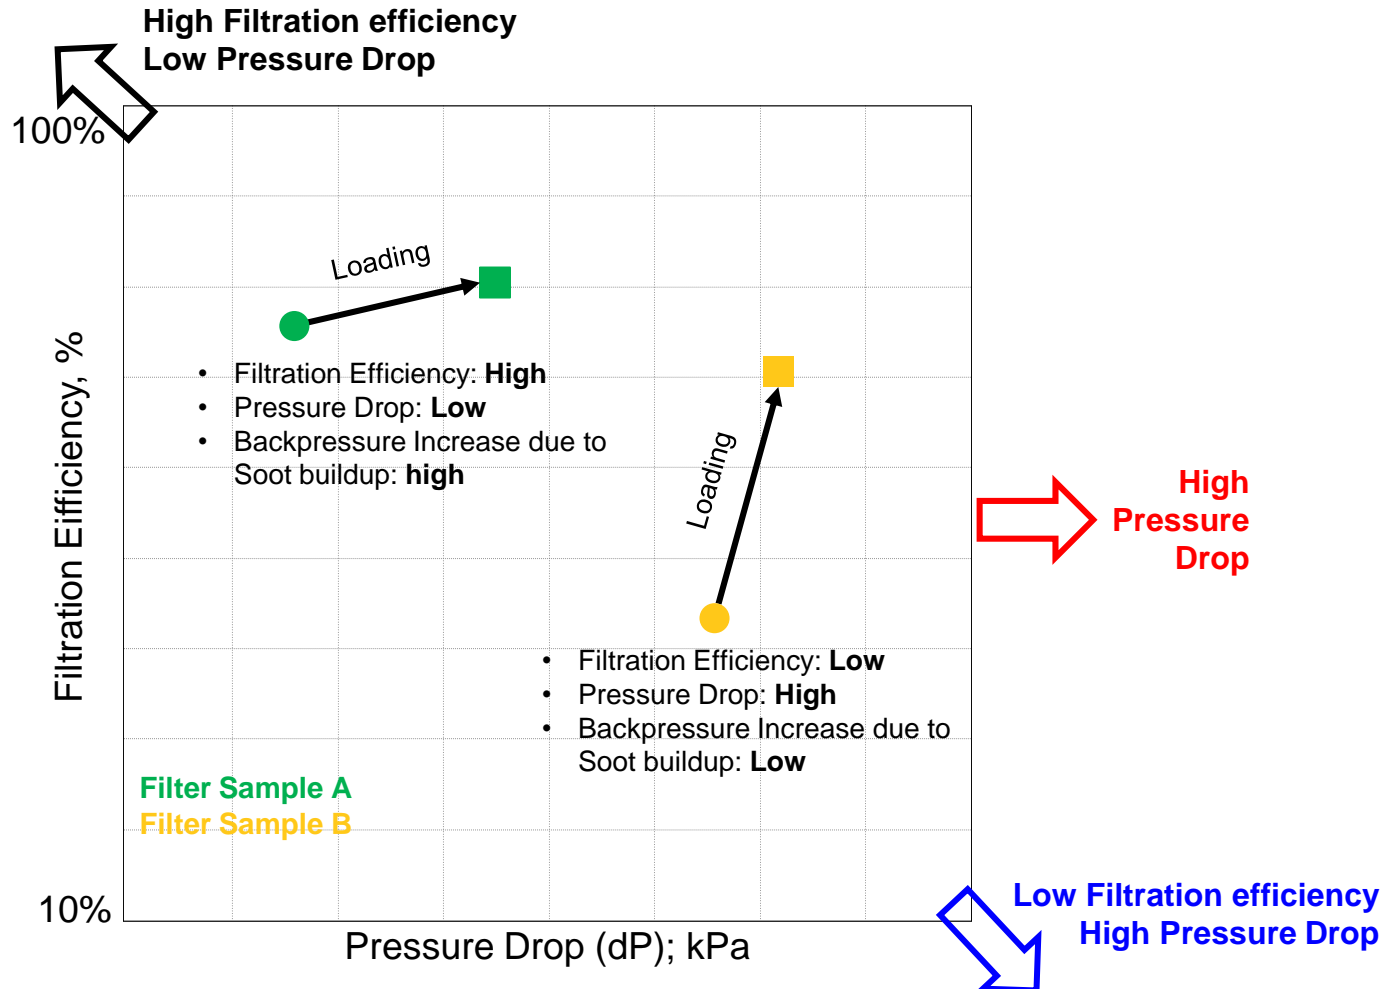 High Filtration efficiency
Low Pressure Drop
100%
Loading
• Filtration Efficiency: High
• Pressure Drop: Low
• Backpressure Increase due to
Soot buildup: high
Loading
High
Pressure
Drop
Filtration Eifficiency, %
• Filtration Efficiency: Low
• Pressure Drop: High
• Backpressure Increase due to
Soot buildup: Low
Filter Sample A
Filter Sample B
10%
Pressure Drop (dP); kPa
Low Filtration efficiency
High Pressure Drop